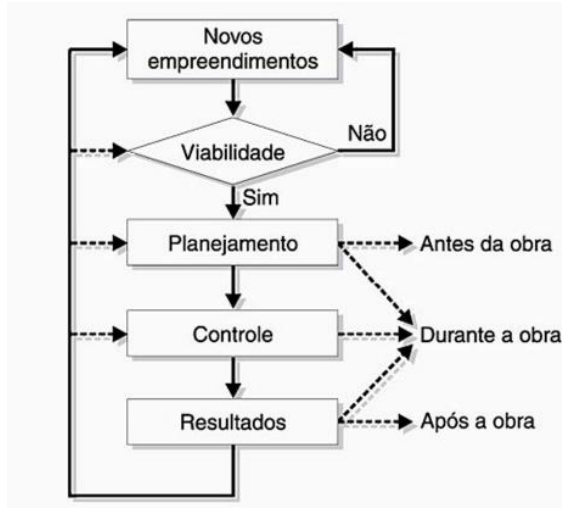 Novos
empreendimentos
Não
Viabilidade
Sim
Planejamento
Antes da obra
Controle
Durante a obra
Resultados
Após a obra